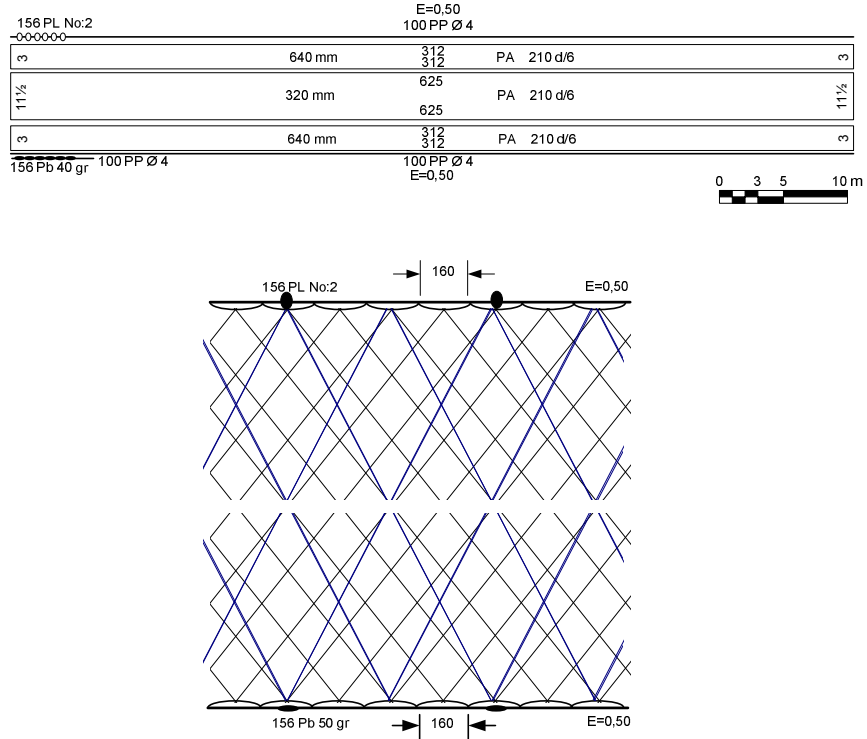 E=0,50
156 PL No:2
100 PP Ø 4
3 640 mm 312 PA 210 d/6 3
312
11½ 320 mm 625 PA 210 d/6 11½
625
3 640 mm 312 PA 210 d/6 3
312
156 Pb 40 gr 100 PP Ø 4 100 PP Ø 4
E=0,50
0 3 5 10 m
160
156 PL No:2 E=0,50
156 Pb 50 gr 160 E=0,50